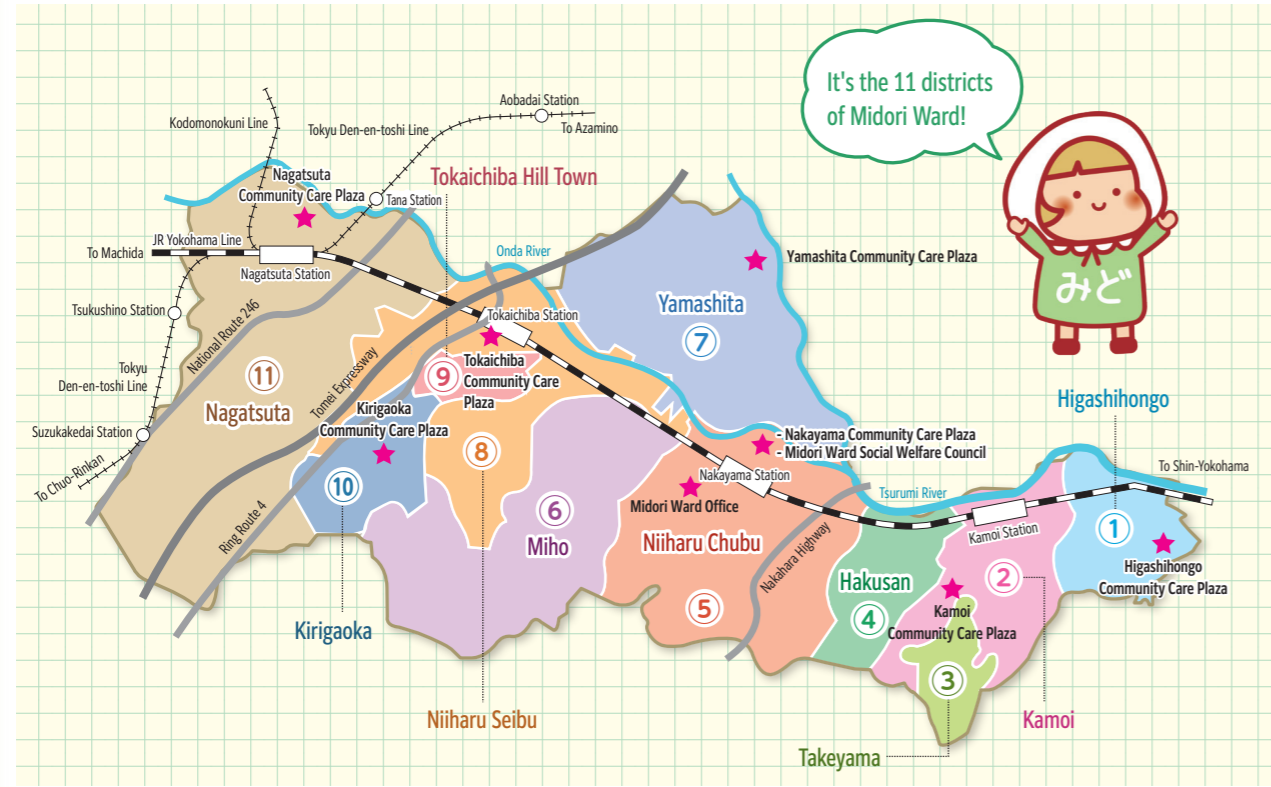 It's the 11 districts
of Midori Ward!
みど
Aobadai Station
To Azamino
Kodomonokuni Line
Tokyu Den-en-toshi Line
Nagatsuta
Community Care Plaza
Tokaichiba Hill Town
Tana Station
JR Yokohama Line
To Machida
Nagatsuta Station
Onda River
Yamashita Community Care Plaza
Yamashita
7
Tsukushino Station
National Route 246
Tokaichiba Station
Tokyu
Den-en-toshi Line
11
Nagatsuta
Tomei Expressway
9
Tokaichiba
Community Care
Plaza
Kirigaoka
Community Care Plaza
Higashihongo
Suzukakedai Station
8
- Nakayama Community Care Plaza
- Midori Ward Social Welfare Council
To Chuo-Rinkan
10
Nakayama Station
To Shin-Yokohama
Ring Route 4
6
Miho
Midori Ward Office
Tsurumi River
Kamoi Station
1
Niiharu Chubu
Nakahara Highway
Higashihongo
Community Care Plaza
Hakusan
2
5
4
Kamoi
Community Care Plaza
Kirigaoka
3
Niiharu Seibu
Kamoi
Takeyama